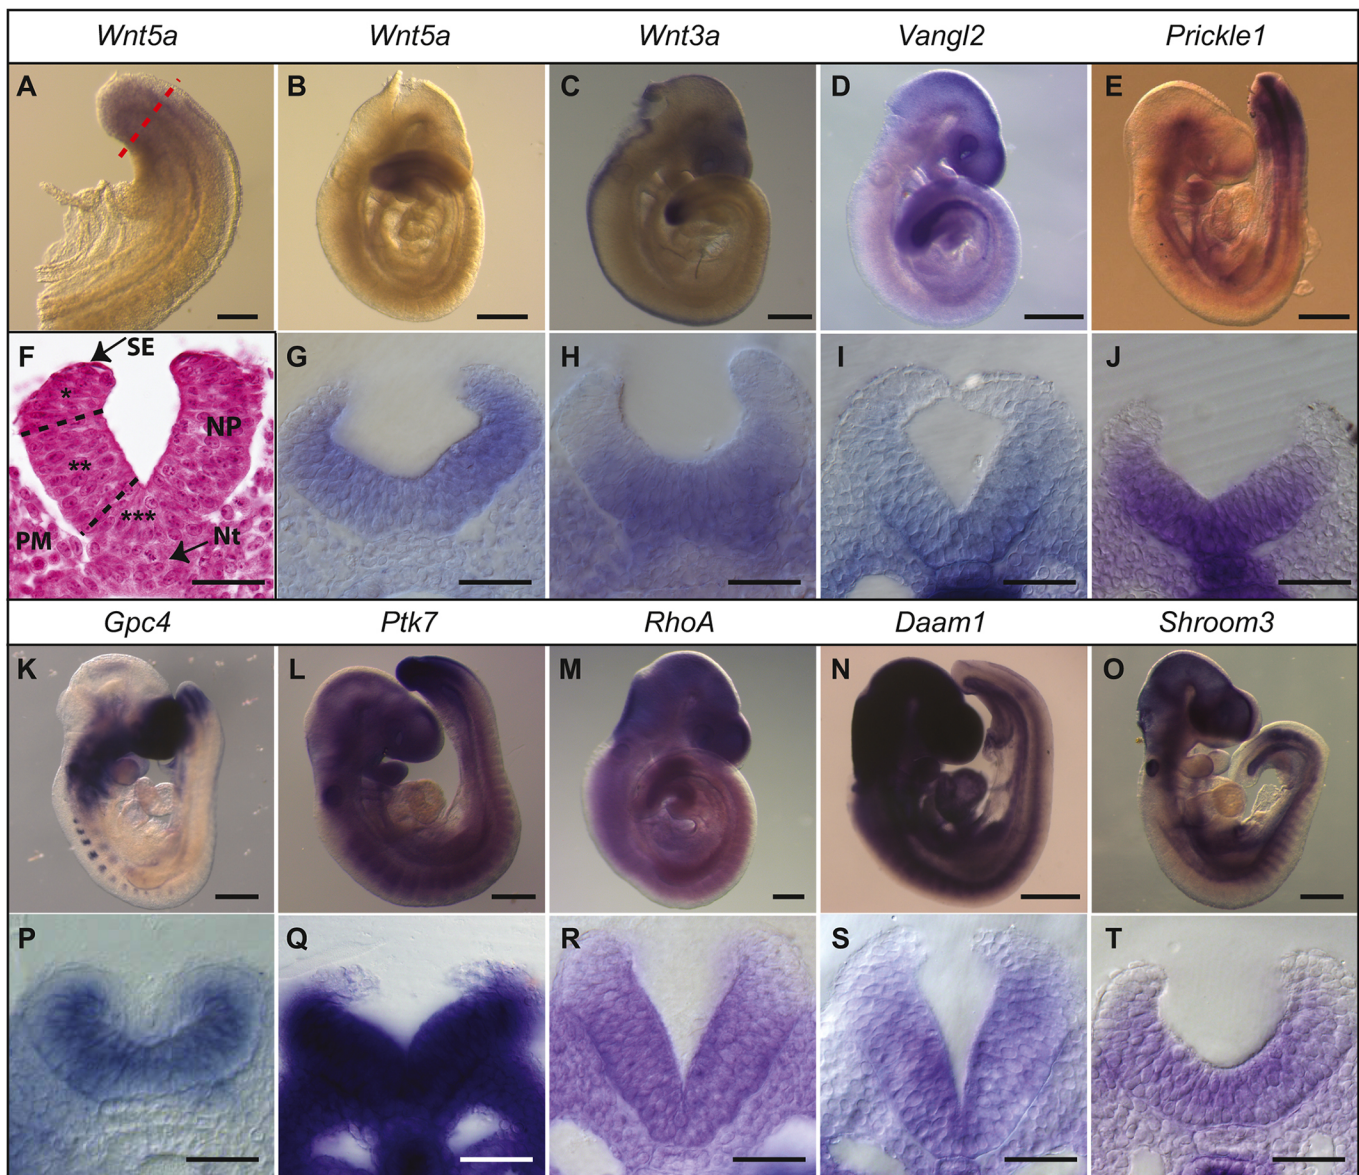 Wnt5a Wnt5a Wnt3a Vangl2 Prickle1
A B C D E
F SE G H I J
*
NP
**
***
PM Nt
Gpc4 Ptk7 RhoA Daam1 Shroom3
K L M N O
P Q R S T